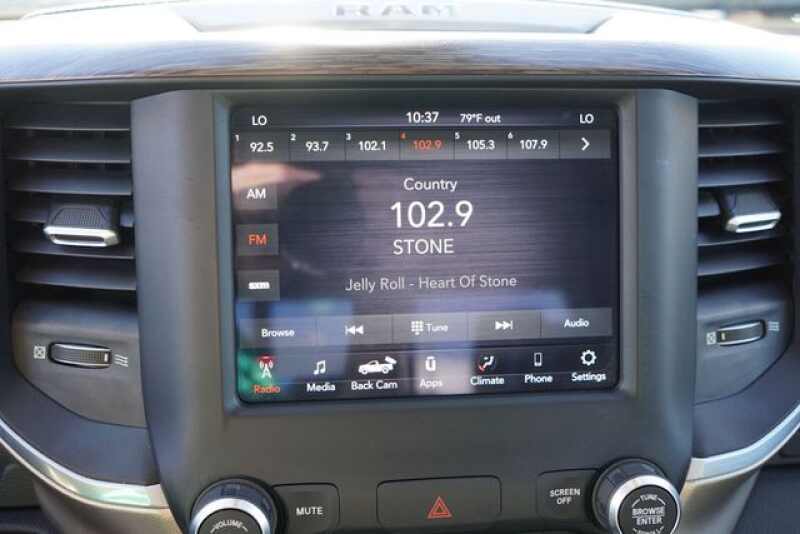 RAM
LO 10:37 79°F out LO
1 92.5 2 93.7 3 102.1 4 102.9 5 105.3 6 107.9 >
AM
Country
102.9
FM
STONE
sxm
Jelly Roll - Heart Of Stone
Browse Tune Audio
Radio Media Back Cam Apps Climate Phone Settings
VOLUME MUTE SCREEN OFF TUNE
BROWSE
ENTER
SCROLL